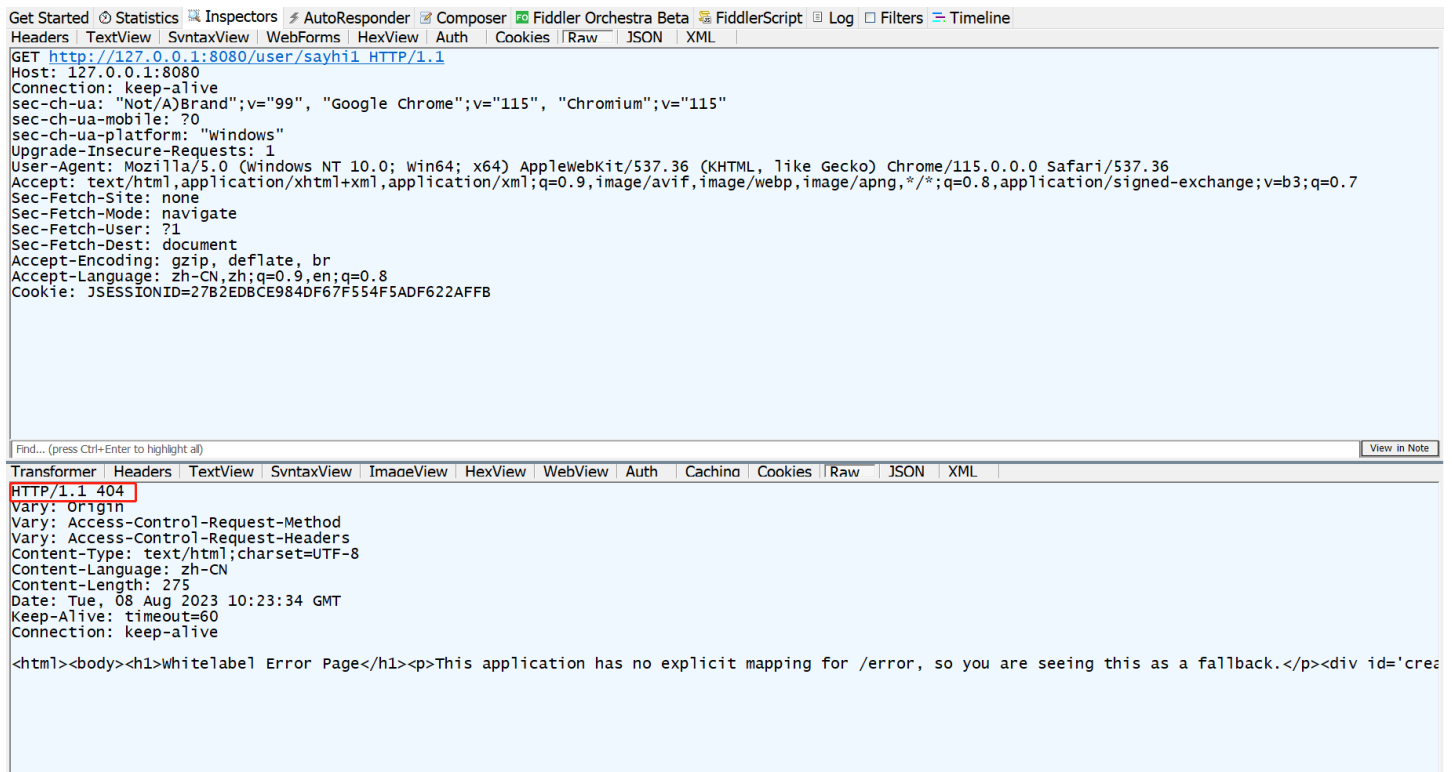 Get Started Statistics Inspectors AutoResponder Composer FO Fiddler Orchestra Beta FiddlerScript Log Filters Timeline
Headers TextView SyntaxView WebForms HexView Auth Cookies Raw JSON XML
GET http://127.0.0.1:8080/user/sayhi1 HTTP/1.1
Host: 127.0.0.1:8080
Connection: keep-alive
sec-ch-ua: "Not/A)Brand";v="99", "Google Chrome";v="115", "Chromium";v="115"
sec-ch-ua-mobile: ?0
sec-ch-ua-platform: "Windows"
Upgrade-Insecure-Requests: 1
User-Agent: Mozilla/5.0 (Windows NT 10.0; Win64; x64) AppleWebKit/537.36 (KHTML, like Gecko) Chrome/115.0.0.0 Safari/537.36
Accept: text/html,application/xhtml+xml,application/xml;q=0.9,image/avif,image/webp,image/apng,*/*;q=0.8,application/signed-exchange;v=b3;q=0.7
Sec-Fetch-Site: none
Sec-Fetch-Mode: navigate
Sec-Fetch-User: ?1
Sec-Fetch-Dest: document
Accept-Encoding: gzip, deflate, br
Accept-Language: zh-CN,zh;q=0.9,en;q=0.8
Cookie: JSESSIONID=27B2EDBCE984DF67F554F5ADF622AFFB
Find... (press Ctrl+Enter to highlight all) View in Note
Transformer Headers TextView SyntaxView ImageView HexView WebView Auth Caching Cookies Raw JSON XML
HTTP/1.1 404
Vary: Origin
Vary: Access-Control-Request-Method
Vary: Access-Control-Request-Headers
Content-Type: text/html;charset=UTF-8
Content-Language: zh-CN
Content-Length: 275
Date: Tue, 08 Aug 2023 10:23:34 GMT
Keep-Alive: timeout=60
Connection: keep-alive
<html><body><h1>Whitelabel Error Page</h1><p>This application has no explicit mapping for /error, so you are seeing this as a fallback.</p><div id='crea